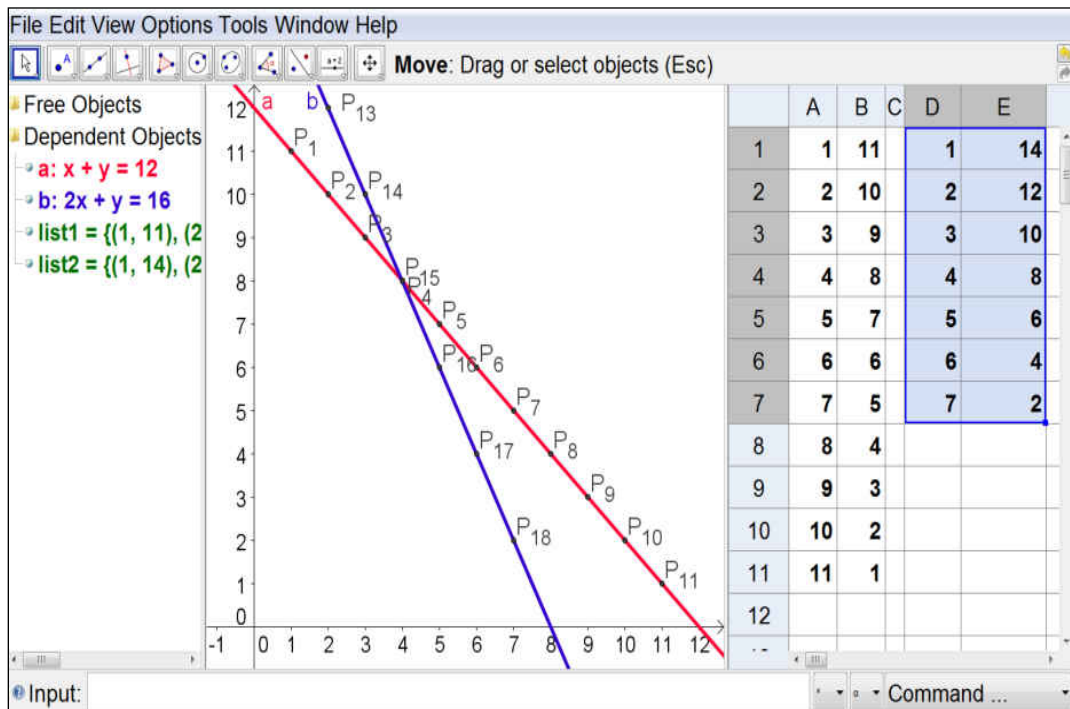 File Edit View Options Tools Window Help
A
a=2
Move: Drag or select objects (Esc)
Free Objects
Dependent Objects
a: x + y = 12
b: 2x + y = 16
list1 = {(1, 11), (2
list2 = {(1, 14), (2
a b P13
12
P1
11
P2 P14
10
P3
9
P15
8
P4
P5
7
P16 P6
6
P7
5
P17 P8
4
P9
3
P18 P10
2
P11
1
0
-1 0 1 2 3 4 5 6 7 8 9 10 11 12
A B C D E
1 1 11 1 14
2 2 10 2 12
3 3 9 3 10
4 4 8 4 8
5 5 7 5 6
6 6 6 6 4
7 7 5 7 2
8 8 4
9 9 3
10 10 2
11 11 1
12
Input:
Command ...